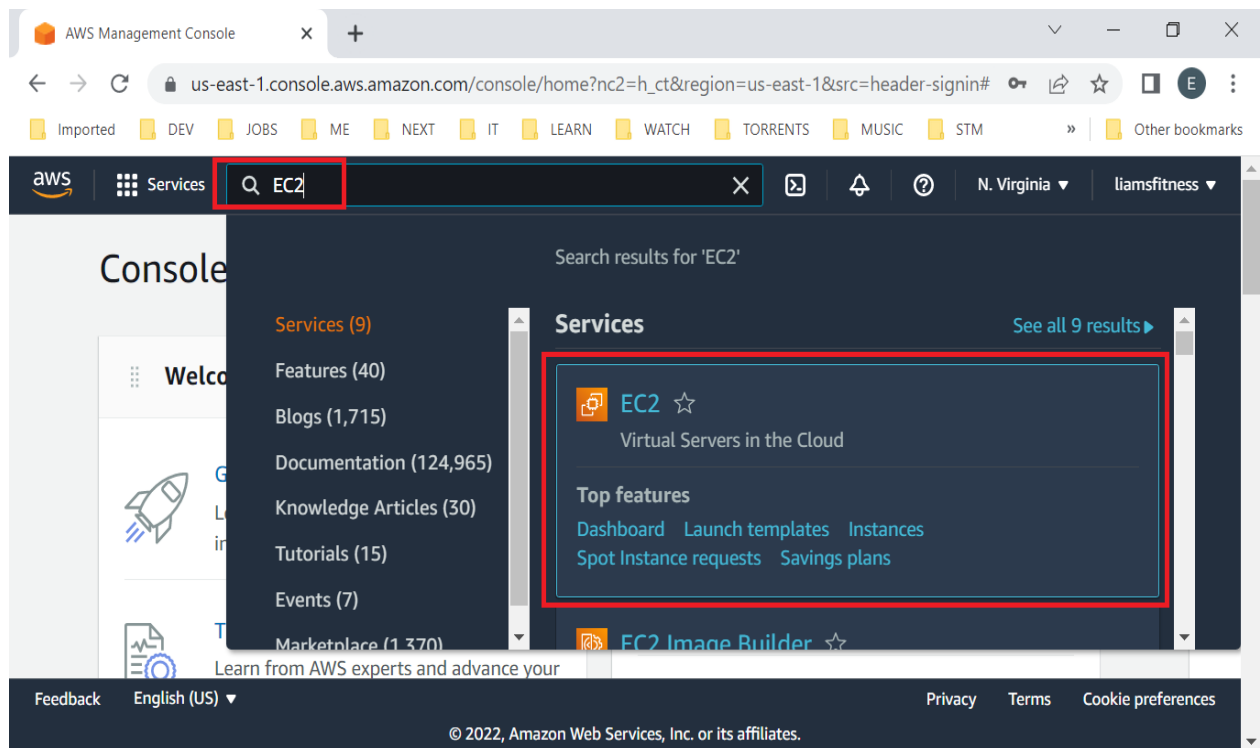 AWS Management Console
us-east-1.console.aws.amazon.com/console/home?nc2=h_ct&region=us-east-1&src=header-signin#
E
Imported DEV JOBS ME NEXT IT LEARN WATCH TORRENTS MUSIC STM » Other bookmarks
aws Services EC2 N. Virginia liamsfitness
Search results for 'EC2'
Console
Services (9)
Features (40)
Blogs (1,715)
Documentation (124,965)
Knowledge Articles (30)
Tutorials (15)
Events (7)
Marketplace (1,370)
Services See all 9 results
EC2
Virtual Servers in the Cloud
Top features
Dashboard Launch templates Instances
Spot Instance requests Savings plans
EC2 Image Builder
Welco
G
L
in
T
Learn from AWS experts and advance your
Feedback English (US) Privacy Terms Cookie preferences
© 2022, Amazon Web Services, Inc. or its affiliates.